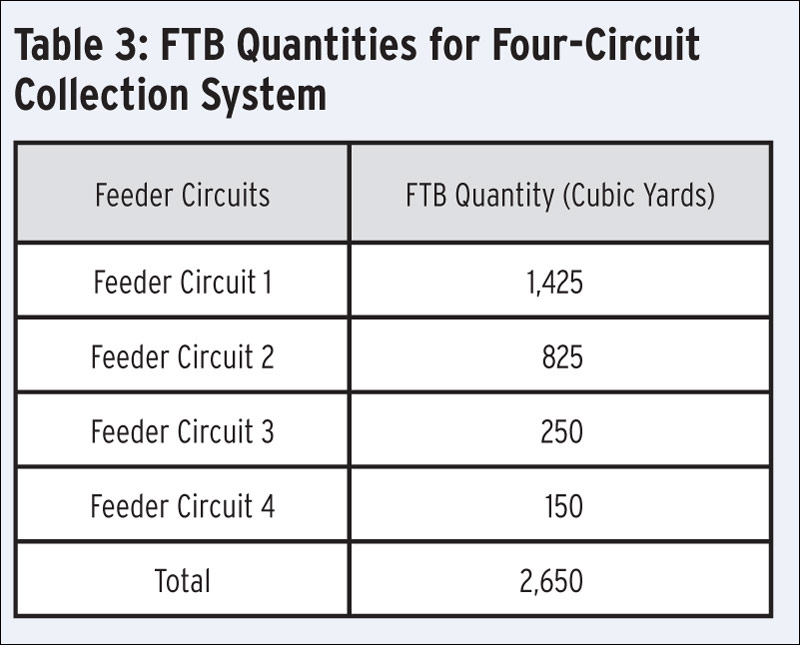 Table 3: FTB Quantities for Four-Circuit
Collection System
Feeder Circuits FTB Quantity (Cubic Yards)
Feeder Circuit 1 1,425
Feeder Circuit 2 825
Feeder Circuit 3 250
Feeder Circuit 4 150
Total 2,650